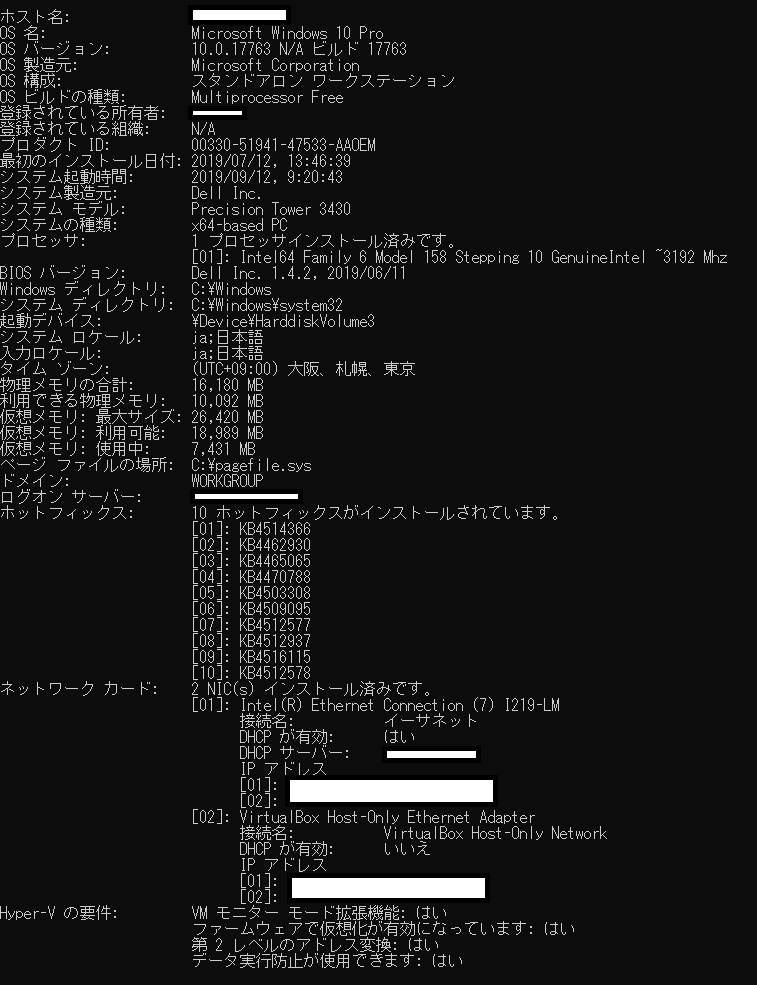 ホスト名:
OS 名: Microsoft Windows 10 Pro
OS バージョン: 10.0.17763 N/A ビルド 17763
OS 製造元: Microsoft Corporation
OS 構成: スタンドアロン ワークステーション
OS ビルドの種類: Multiprocessor Free
登録されている所有者:
登録されている組織: N/A
プロダクト ID: 00330-51941-47533-AAOEM
最初のインストール日付: 2019/07/12, 13:46:39
システム起動時間: 2019/09/12, 9:20:43
システム製造元: Dell Inc.
システム モデル: Precision Tower 3430
システムの種類: x64-based PC
プロセッサ: 1 プロセッサインストール済みです。
[01]: Intel64 Family 6 Model 158 Stepping 10 GenuineIntel ~3192 Mhz
BIOS バージョン: Dell Inc. 1.4.2, 2019/06/11
Windows ディレクトリ: C:¥Windows
システム ディレクトリ: C:¥Windows¥system32
起動デバイス: ¥Device¥HarddiskVolume3
システム ロケール: ja;日本語
入力ロケール: ja;日本語
タイム ゾーン: (UTC+09:00) 大阪、札幌、東京
物理メモリの合計: 16,180 MB
利用できる物理メモリ: 10,092 MB
仮想メモリ: 最大サイズ: 26,420 MB
仮想メモリ: 利用可能: 18,989 MB
仮想メモリ: 使用中: 7,431 MB
ページ ファイルの場所: C:¥pagefile.sys
ドメイン: WORKGROUP
ログオン サーバー:
ホットフィックス: 10 ホットフィックスがインストールされています。
[01]: KB4514366
[02]: KB4462930
[03]: KB4465065
[04]: KB4470788
[05]: KB4503308
[06]: KB4509095
[07]: KB4512577
[08]: KB4512937
[09]: KB4516115
[10]: KB4512578
ネットワーク カード: 2 NIC(s) インストール済みです。
[01]: Intel(R) Ethernet Connection (7) I219-LM
接続名: イーサネット
DHCP が有効: はい
DHCP サーバー:
IP アドレス
[01]:
[02]:
[02]: VirtualBox Host-Only Ethernet Adapter
接続名: VirtualBox Host-Only Network
DHCP が有効: いいえ
IP アドレス
[01]:
[02]:
Hyper-V の要件: VM モニター モード拡張機能: はい
ファームウェアで仮想化が有効になっています: はい
第 2 レベルのアドレス変換: はい
データ実行防止が使用できます: はい